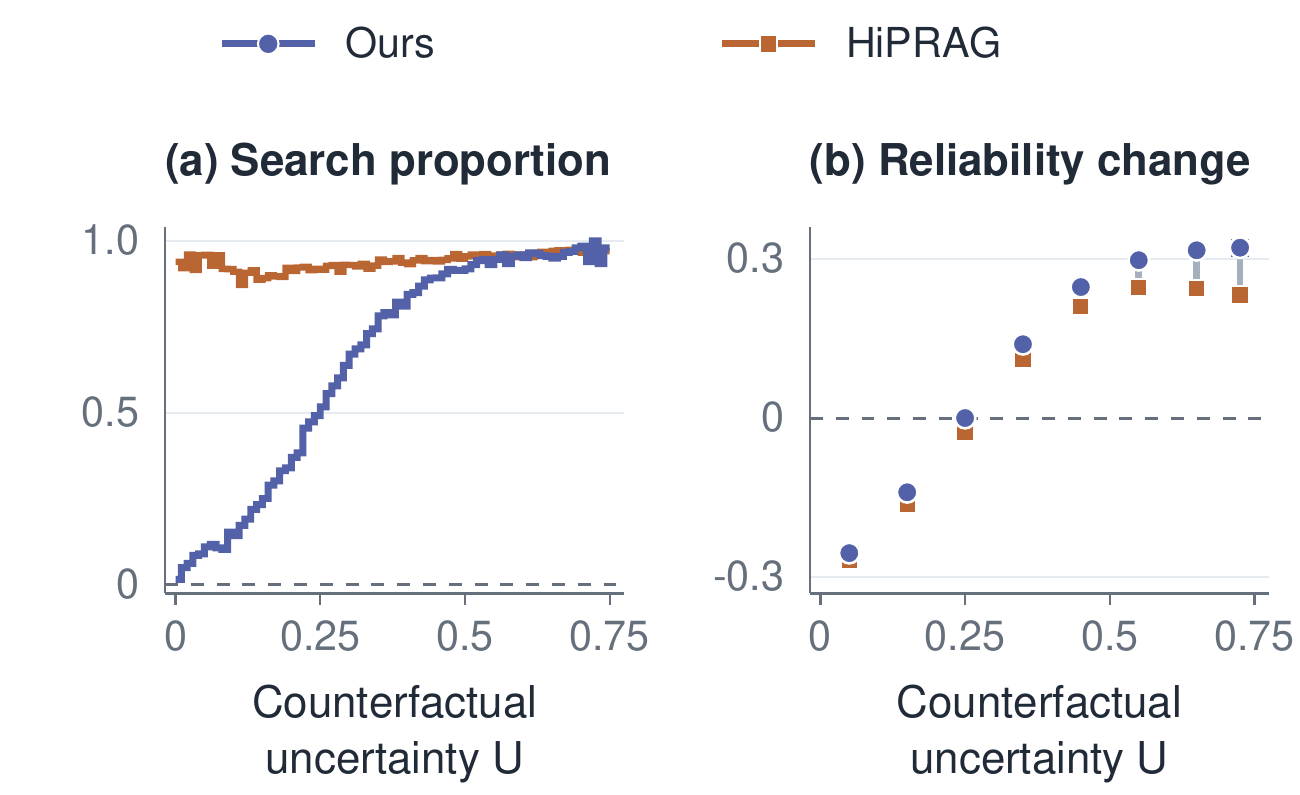 Ours
HiPRAG
(a) Search proportion
1.0
0.5
0
0
0.25
0.5
0.75
Counterfactual
uncertainty U
(b) Reliability change
0.3
0
-0.3
0
0.25
0.5
0.75
Counterfactual
uncertainty U